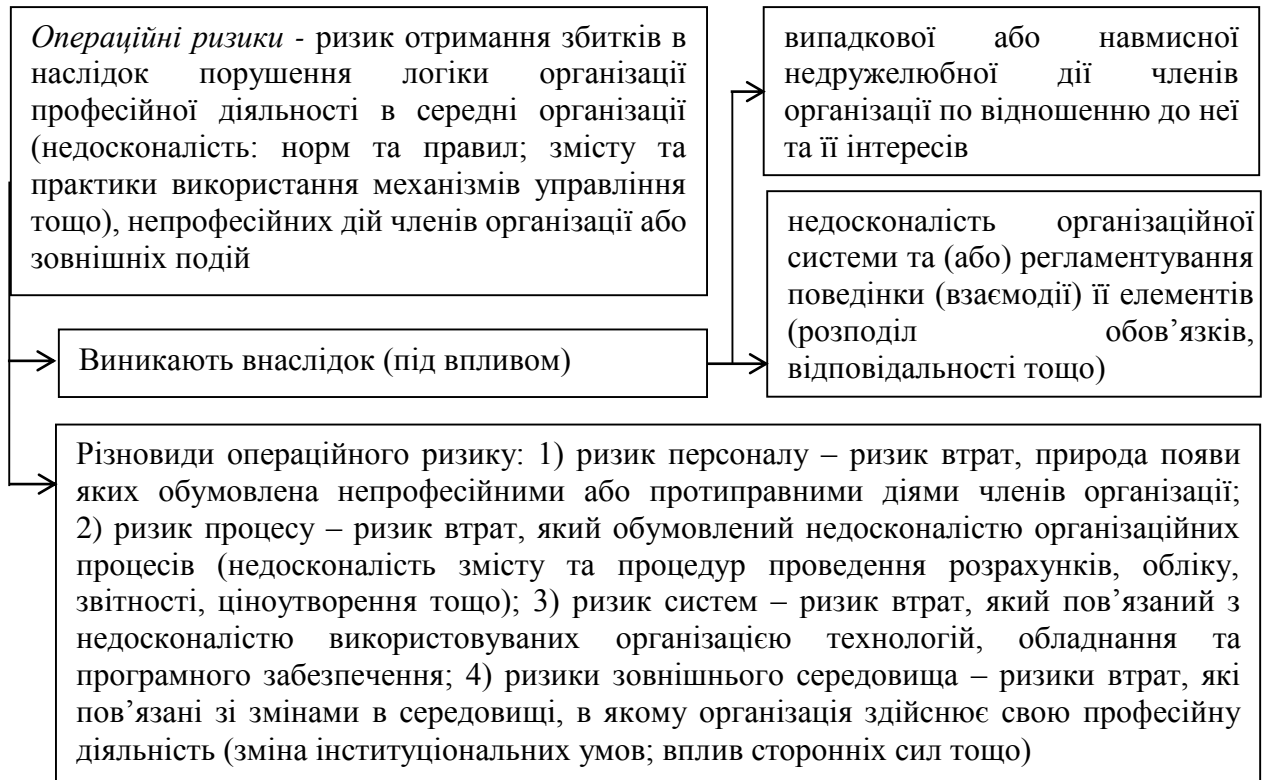 Операційні ризики - ризик отримання збитків в
наслідок порушення логіки організації
професійної діяльності в середні організації
(недосконалість: норм та правил; змісту та
практики використання механізмів управління
тощо), непрофесійних дій членів організації або
зовнішніх подій
випадкової або навмисної
недружелюбної дії членів
організації по відношенню до неї
та її інтересів
недосконалість організаційної
системи та (або) регламентування
поведінки (взаємодії) її елементів
(розподіл обов’язків,
відповідальності тощо)
Виникають внаслідок (під впливом)
Різновиди операційного ризику: 1) ризик персоналу – ризик втрат, природа появи
яких обумовлена непрофесійними або протиправними діями членів організації;
2) ризик процесу – ризик втрат, який обумовлений недосконалістю організаційних
процесів (недосконалість змісту та процедур проведення розрахунків, обліку,
звітності, ціноутворення тощо); 3) ризик систем – ризик втрат, який пов’язаний з
недосконалістю використовуваних організацією технологій, обладнання та
програмного забезпечення; 4) ризики зовнішнього середовища – ризики втрат, які
пов’язані зі змінами в середовищі, в якому організація здійснює свою професійну
діяльність (зміна інституціональних умов; вплив сторонніх сил тощо)